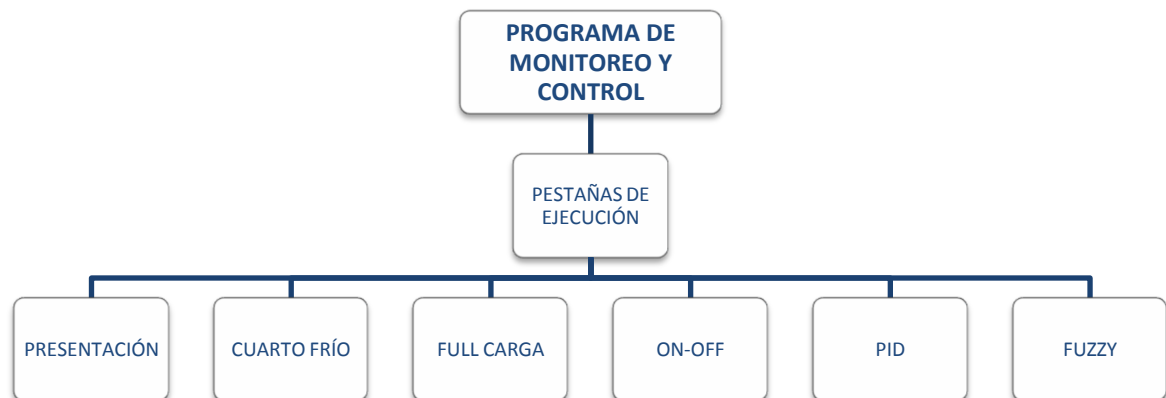 PROGRAMA DE
MONITOREO Y
CONTROL
PESTAÑAS DE
EJECUCIÓN
PRESENTACIÓN
CUARTO FRÍO
FULL CARGA
ON-OFF
PID
FUZZY